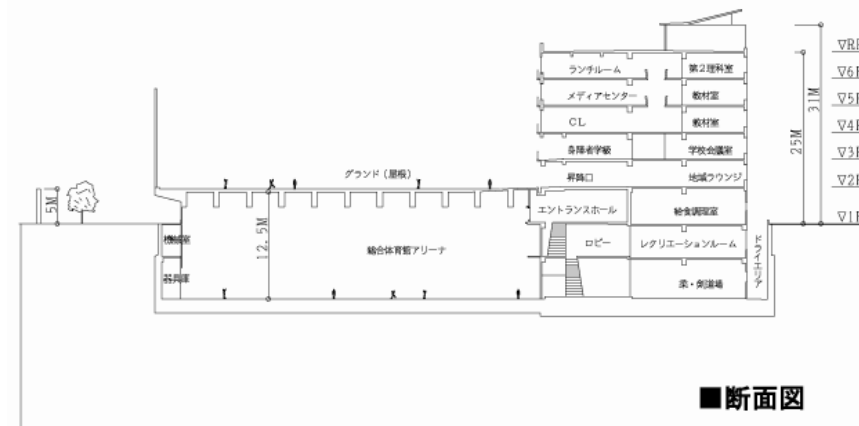 ランチルーム 第2理科室
メディアセンター 教材室
CL 教材室
身障者学級 学校会議室
昇降口 地域ラウンジ
グランド(屋根)
エントランスホール 給食調理室
機械室
器具庫
総合体育館アリーナ
ロビー レクリエーションルーム
柔・剣道場
ドライエリア
5M
12.5M
25M
31M
▽RF
▽6F
▽5F
▽4F
▽3F
▽2F
▽1F
■断面図